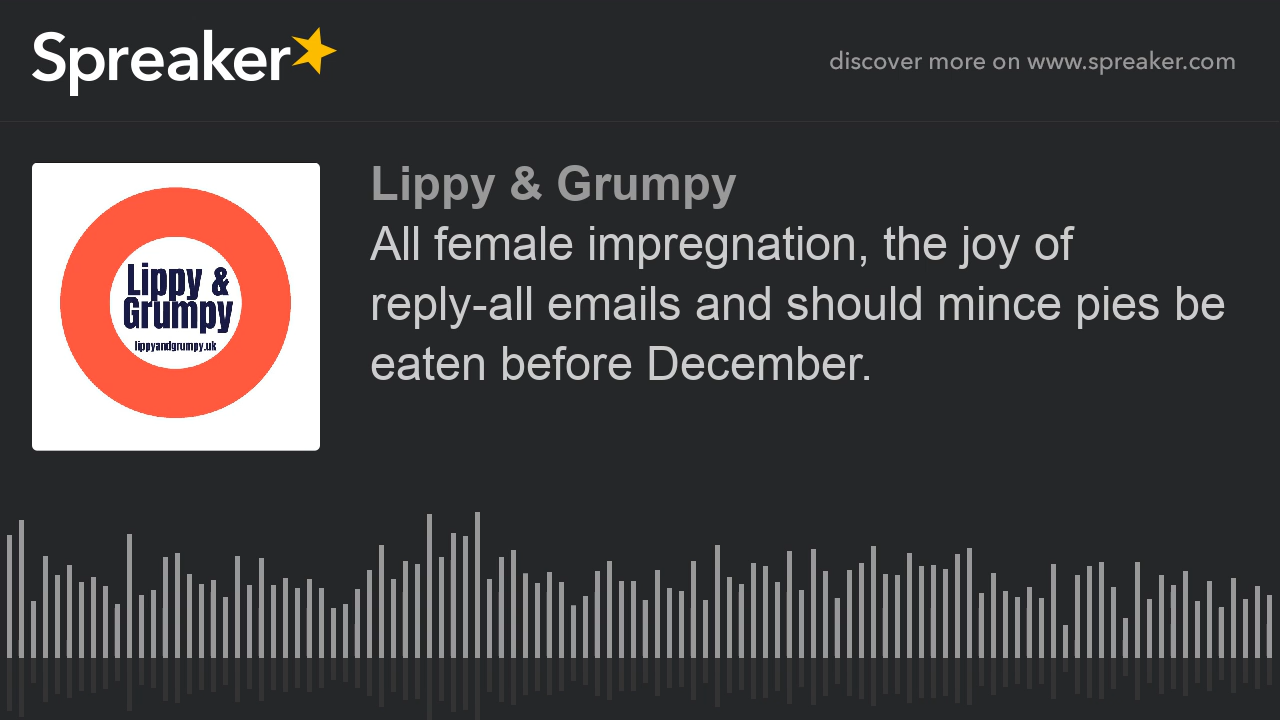 Spreaker
discover more on www.spreaker.com
Lippy &
Grumpy
lippyandgrumpy.uk
Lippy & Grumpy
All female impregnation, the joy of
reply-all emails and should mince pies be
eaten before December.